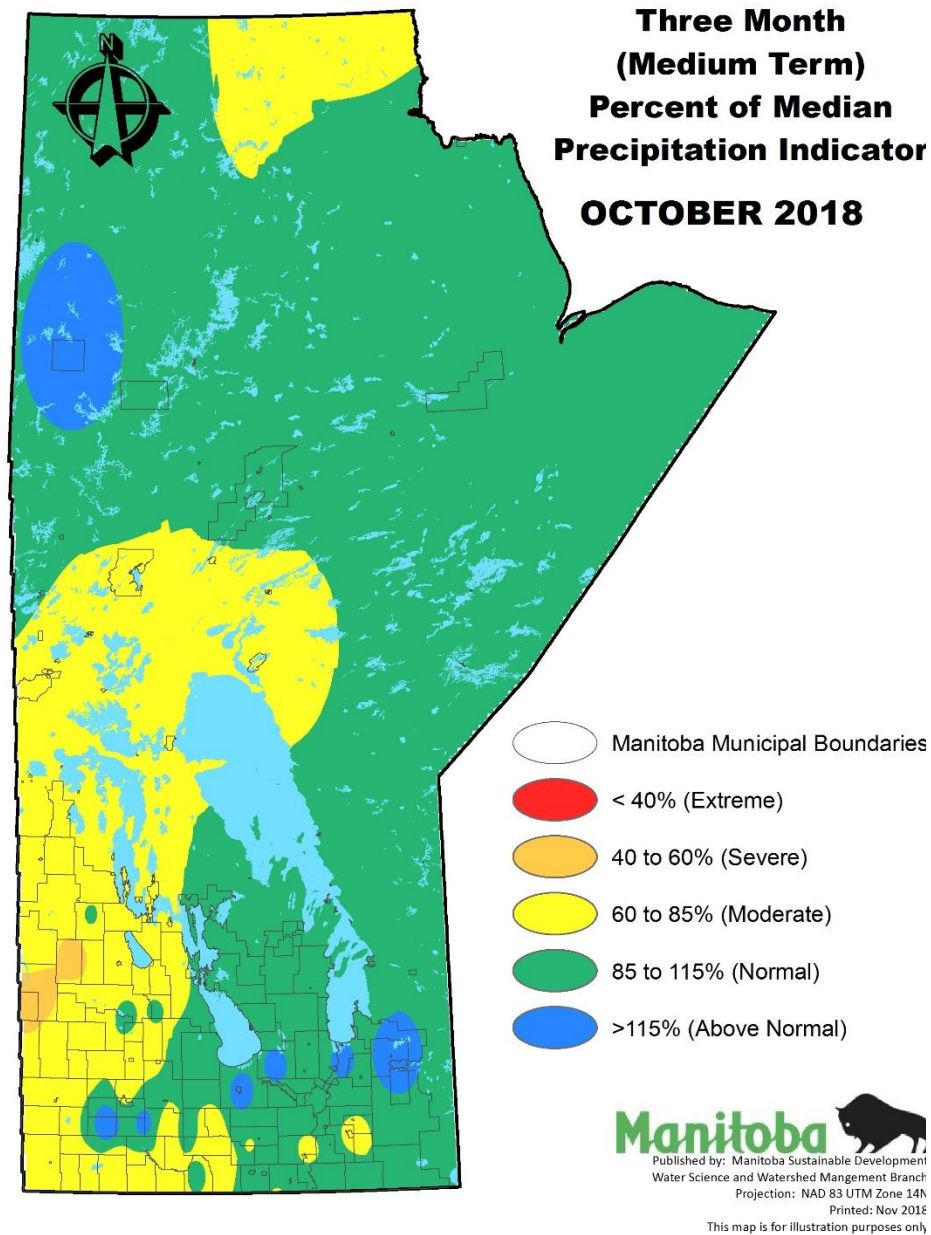 Three Month
(Medium Term)
Percent of Median
Precipitation Indicator
OCTOBER 2018
N
Manitoba Municipal Boundaries
< 40% (Extreme)
40 to 60% (Severe)
60 to 85% (Moderate)
85 to 115% (Normal)
>115% (Above Normal)
Manitoba
Published by: Manitoba Sustainable Development
Water Science and Watershed Mangement Branch
Projection: NAD 83 UTM Zone 14N
Printed: Nov 2018
This map is for illustration purposes only